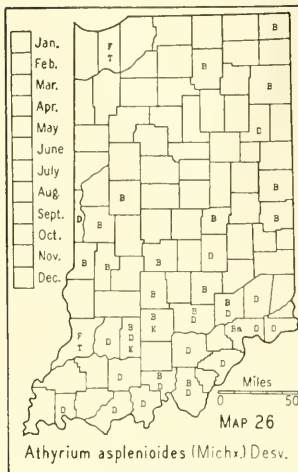 Jan.
Feb.
Mar.
Apr.
May
June
July
Aug.
Sept.
Oct.
Nov.
Dec.
B
F
T
B
B
B
D
B
B
D B
B B
D
B B
B
B
B D
D
B
K
B
D
F
T
D
B
D
K
Ba D D
D
D
D
B
D
B
D
D
D
D
Miles
0 50
MAP 26
Athyrium asplenioides (Michx.) Desv.